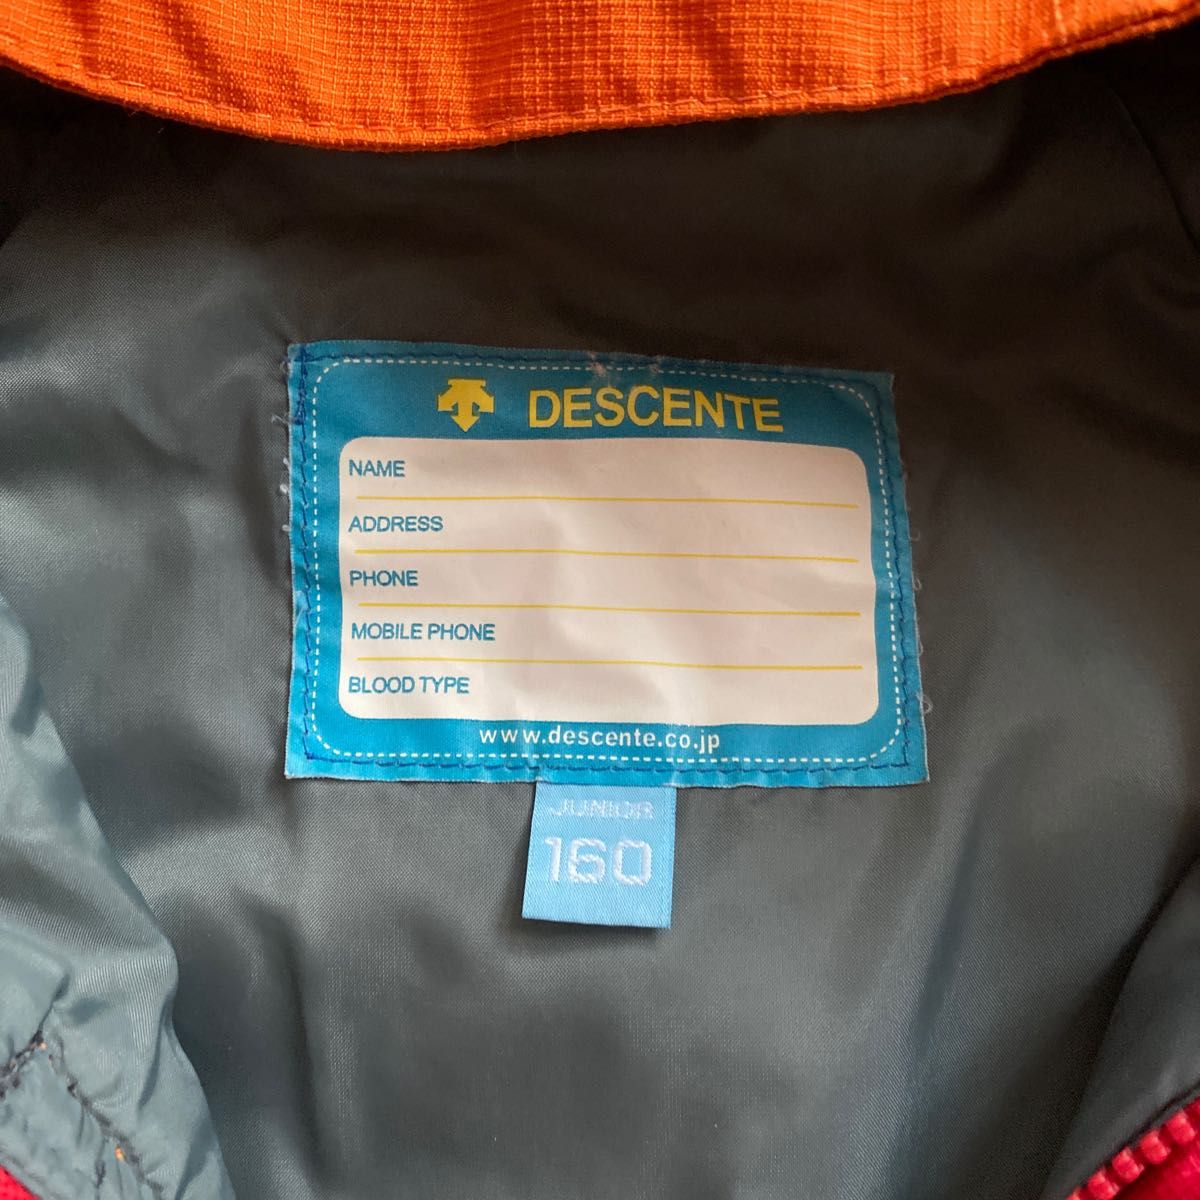 DESCENTE
NAME
ADDRESS
PHONE
MOBILE PHONE
BLOOD TYPE
www.descente.co.jp
JUNIOR
160